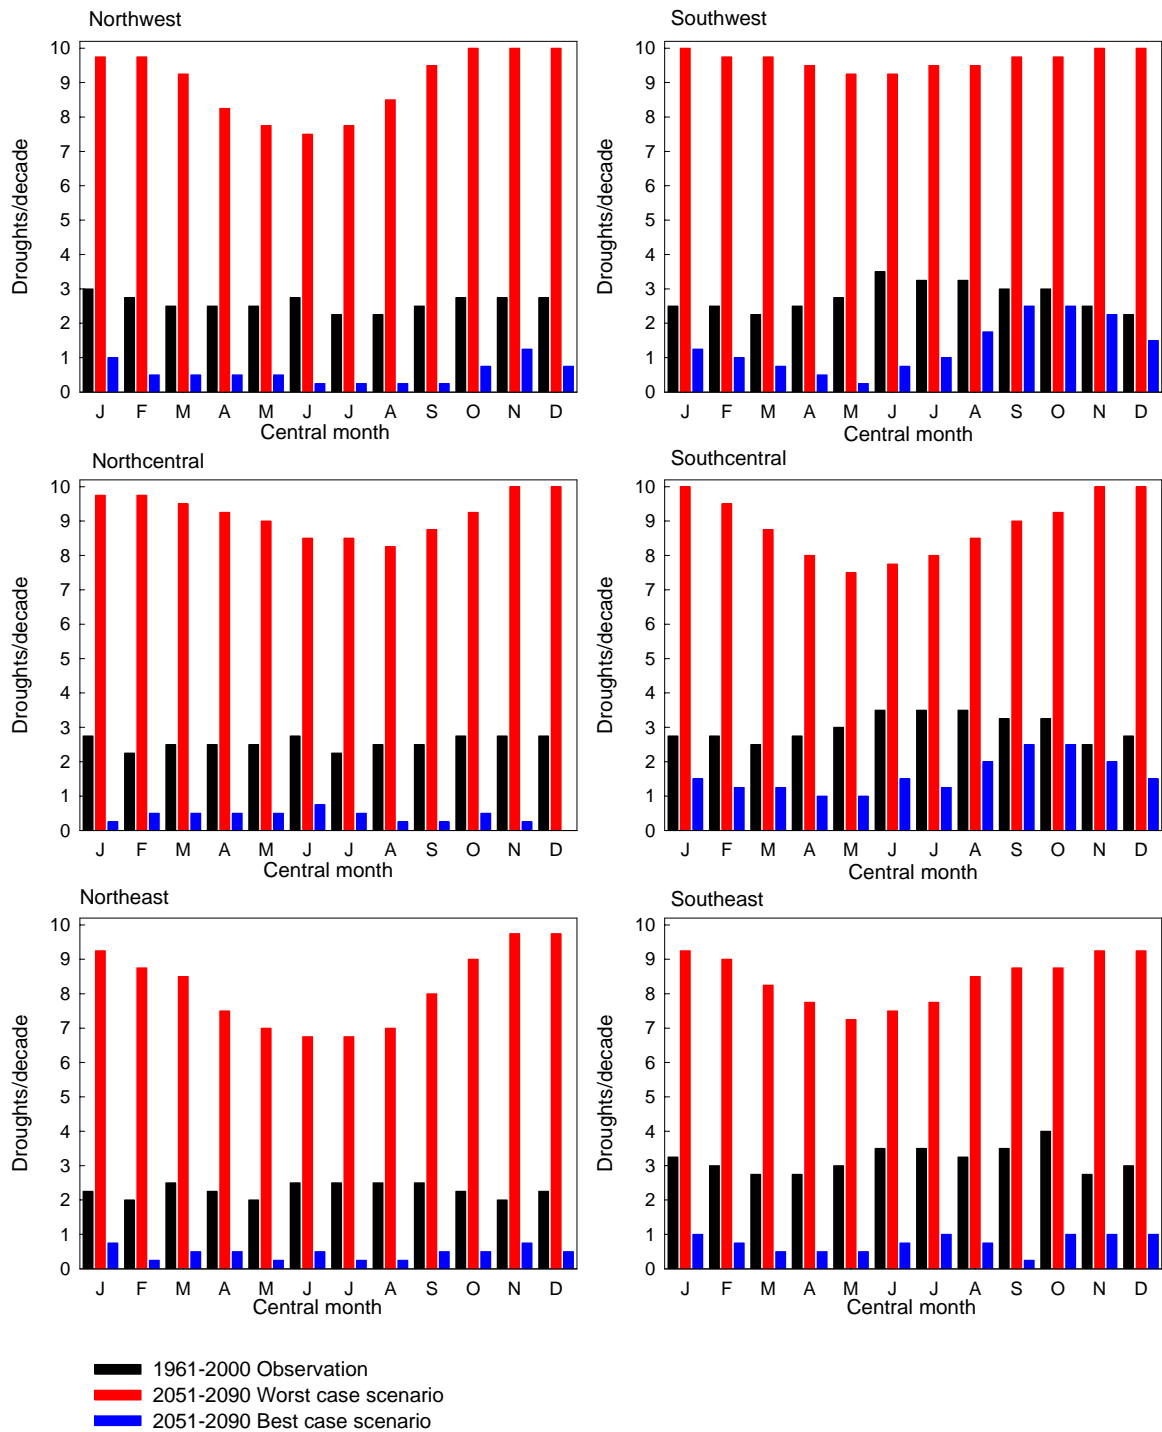 Northwest
10
9
8
7
6
5
4
3
2
1
0
Droughts/decade
J F M A M J J A S O N D
Central month
Southwest
10
9
8
7
6
5
4
3
2
1
0
Droughts/decade
J F M A M J J A S O N D
Central month
Northcentral
10
9
8
7
6
5
4
3
2
1
0
Droughts/decade
J F M A M J J A S O N D
Central month
Southcentral
10
9
8
7
6
5
4
3
2
1
0
Droughts/decade
J F M A M J J A S O N D
Central month
Northeast
10
9
8
7
6
5
4
3
2
1
0
Droughts/decade
J F M A M J J A S O N D
Central month
Southeast
10
9
8
7
6
5
4
3
2
1
0
Droughts/decade
J F M A M J J A S O N D
Central month
1961-2000 Observation
2051-2090 Worst case scenario
2051-2090 Best case scenario